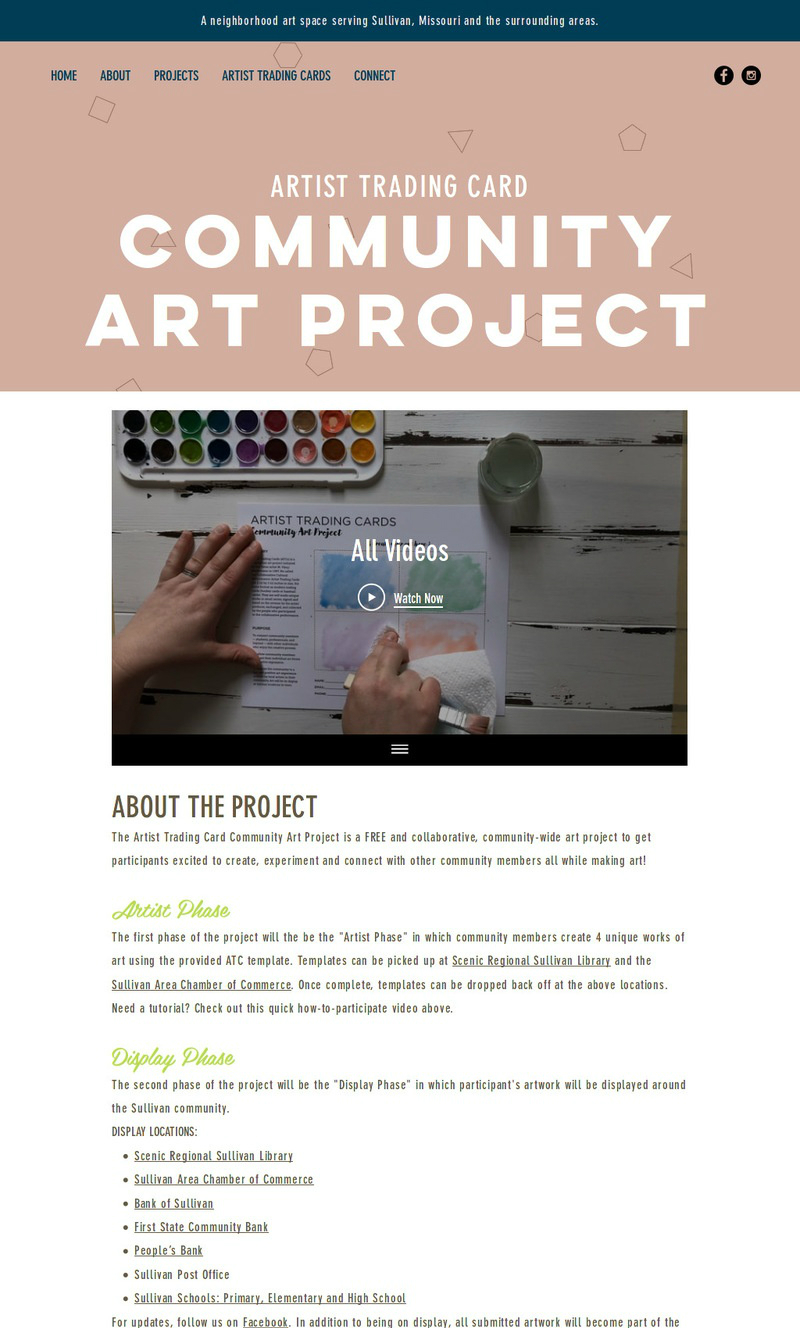 A neighborhood art space serving Sullivan, Missouri and the surrounding areas.
HOME ABOUT PROJECTS ARTIST TRADING CARDS CONNECT
ARTIST TRADING CARD
COMMUNITY
ART PROJECT
ARTIST TRADING CARDS
Community Art Project
All Videos
Watch Now
PURPOSE
ABOUT THE PROJECT
The Artist Trading Card Community Art Project is a FREE and collaborative, community-wide art project to get
participants excited to create, experiment and connect with other community members all while making art!
Artist Phase
The first phase of the project will the be the "Artist Phase" in which community members create 4 unique works of
art using the provided ATC template. Templates can be picked up at Scenic Regional Sullivan Library and the
Sullivan Area Chamber of Commerce. Once complete, templates can be dropped back off at the above locations.
Need a tutorial? Check out this quick how-to-participate video above.
Display Phase
The second phase of the project will be the "Display Phase" in which participant's artwork will be displayed around
the Sullivan community.
DISPLAY LOCATIONS:
Scenic Regional Sullivan Library
Sullivan Area Chamber of Commerce
Bank of Sullivan
First State Community Bank
People's Bank
Sullivan Post Office
Sullivan Schools: Primary, Elementary and High School
For updates, follow us on Facebook. In addition to being on display, all submitted artwork will become part of the